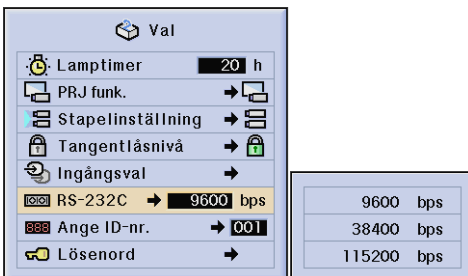 Val
Lamptimer 20 h
PRJ funk.
Stapelinställning
Tangentlåsnivå
Ingångsval
RS-232C 9600 bps
888 Ange ID-nr. 001
Lösenord
9600 bps
38400 bps
115200 bps